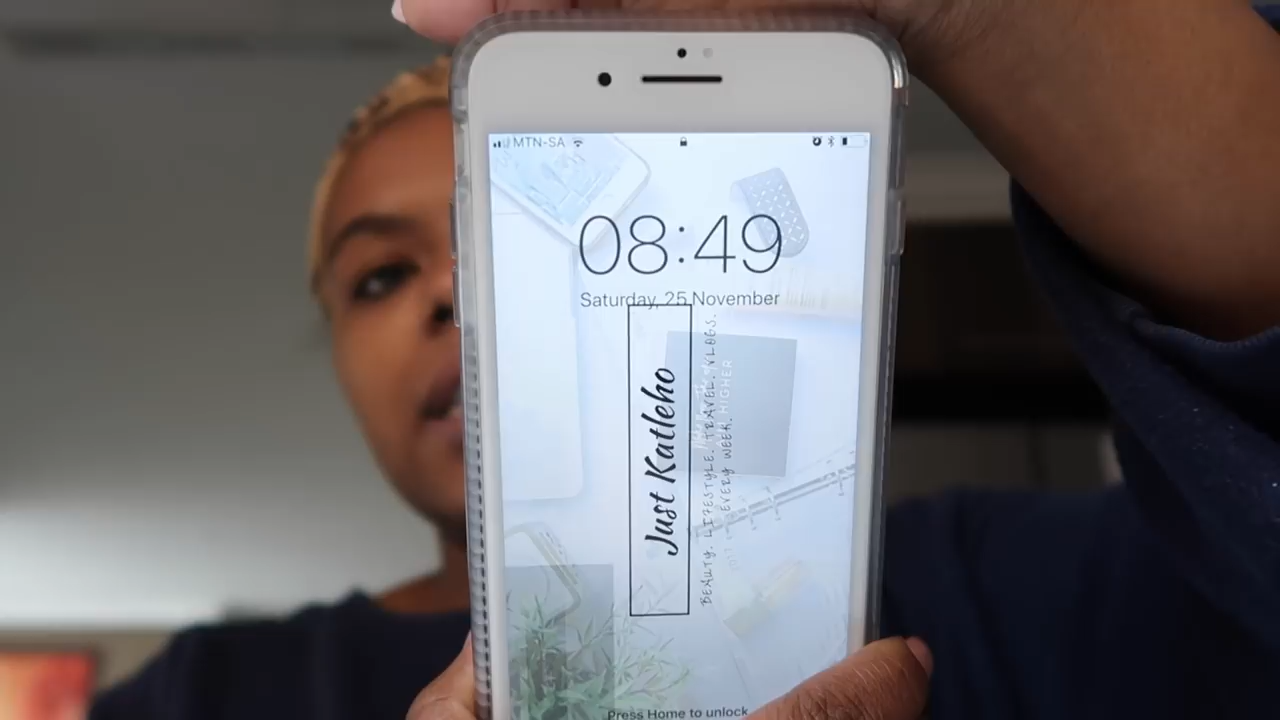 MTN-SA
08:49
Saturday, 25 November
Just Katleho
BEAUTY. LIFESTYLE. TRAVEL. VLOGS.
EVERY WEEK.
HIGHER
Press Home to unlock